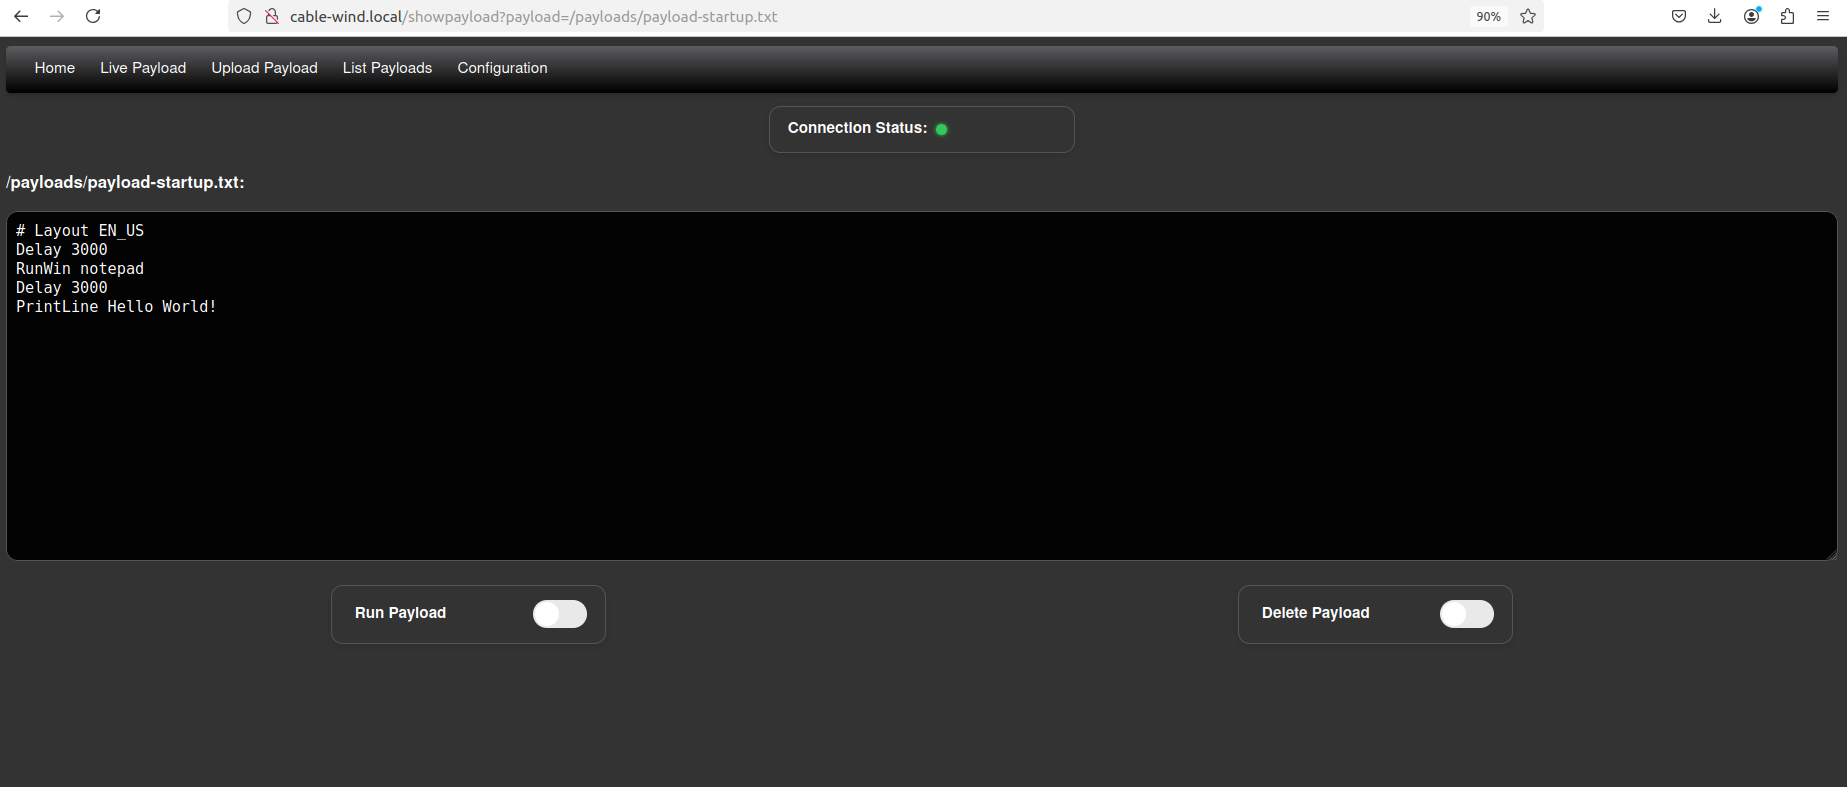 cable-wind.local/showpayload?payload=/payloads/payload-startup.txt 90%
Home Live Payload Upload Payload List Payloads Configuration
Connection Status:
/payloads/payload-startup.txt:
# Layout EN_US
Delay 3000
RunWin notepad
Delay 3000
PrintLine Hello World!
Run Payload Delete Payload